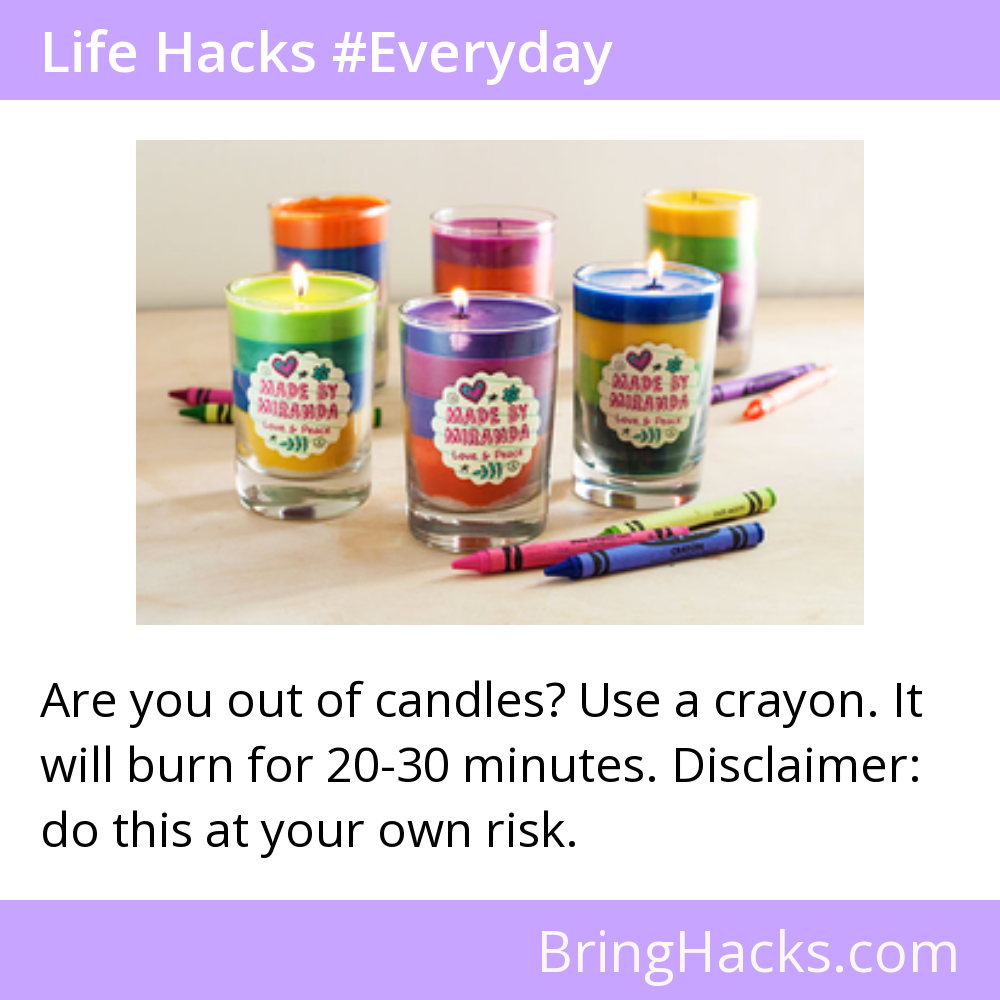 Life Hacks #Everyday
MADE BY
MIRANDA
Love & Peace
MADE BY
MIRANDA
Love & Peace
MADE BY
MIRANDA
Love & Peace
CRAYON
Are you out of candles? Use a crayon. It
will burn for 20-30 minutes. Disclaimer:
do this at your own risk.
BringHacks.com